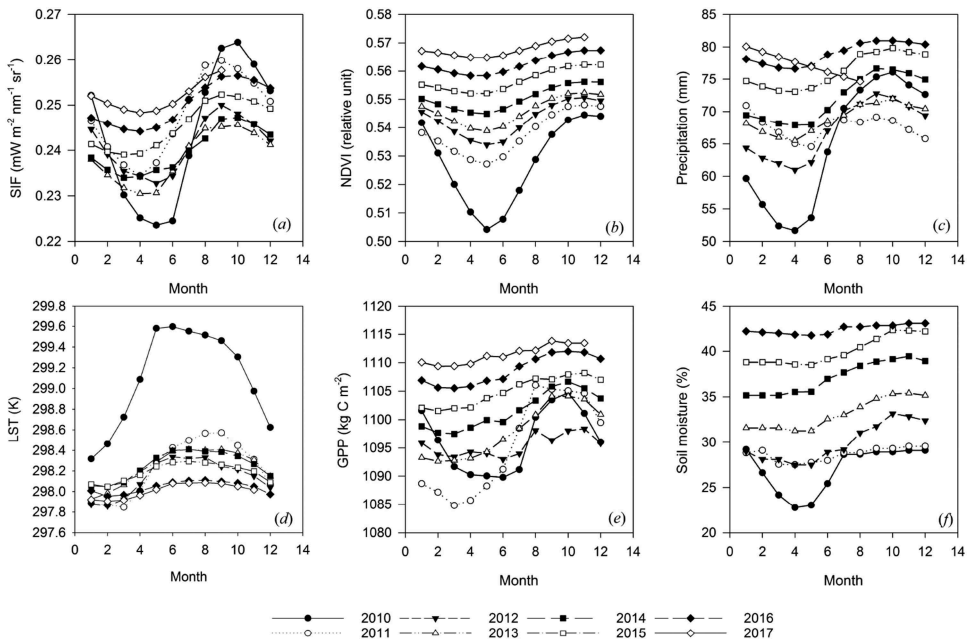 0.27 0.58 85
0.26 0.57 80
0.25 0.56 75
0.24 0.55 70
0.23 0.54 65
0.22 0.53 60
0.52 55
0.51 50
0.50
SIF (mW m-2 nm-1 sr-1)
NDVI (relative unit)
Precipitation (mm)
(a) (b) (c)
0 2 4 6 8 10 12 14
0 2 4 6 8 10 12 14
0 2 4 6 8 10 12 14
Month Month Month
299.8 1120 45
299.6 1115 40
299.4 1110 35
299.2 1105 30
299.0 1100 25
298.8 1095 20
298.6 1090
298.4 1085
298.2 1080
298.0
297.8
297.6
LST (K)
GPP (kg C m-2)
Soil moisture (%)
(d) (e) (f)
0 2 4 6 8 10 12 14
0 2 4 6 8 10 12 14
0 2 4 6 8 10 12 14
Month Month Month
2010 2012 2014 2016
2011 2013 2015 2017